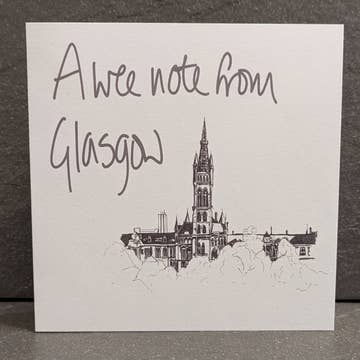 A wee note from
Glasgow